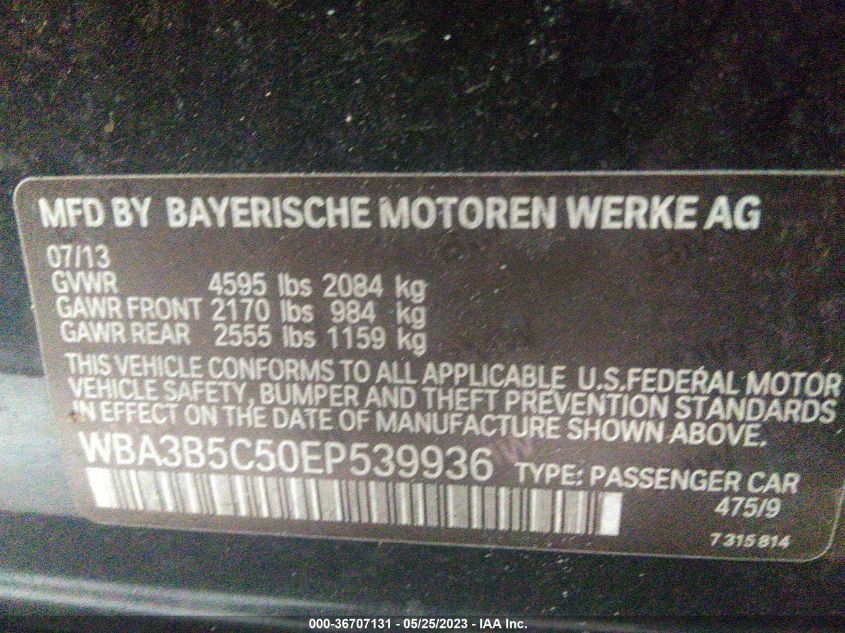 MFD BY BAYERISCHE MOTOREN WERKE AG
07/13
GVWR 4595 lbs 2084 kg
GAWR FRONT 2170 lbs 984 kg
GAWR REAR 2555 lbs 1159 kg
THIS VEHICLE CONFORMS TO ALL APPLICABLE U.S.FEDERAL MOTOR
VEHICLE SAFETY, BUMPER AND THEFT PREVENTION STANDARDS
IN EFFECT ON THE DATE OF MANUFACTURE SHOWN ABOVE.
WBA3B5C50EP539936 TYPE: PASSENGER CAR
475/9
7 315 814
000-36707131 - 05/25/2023 - IAA Inc.